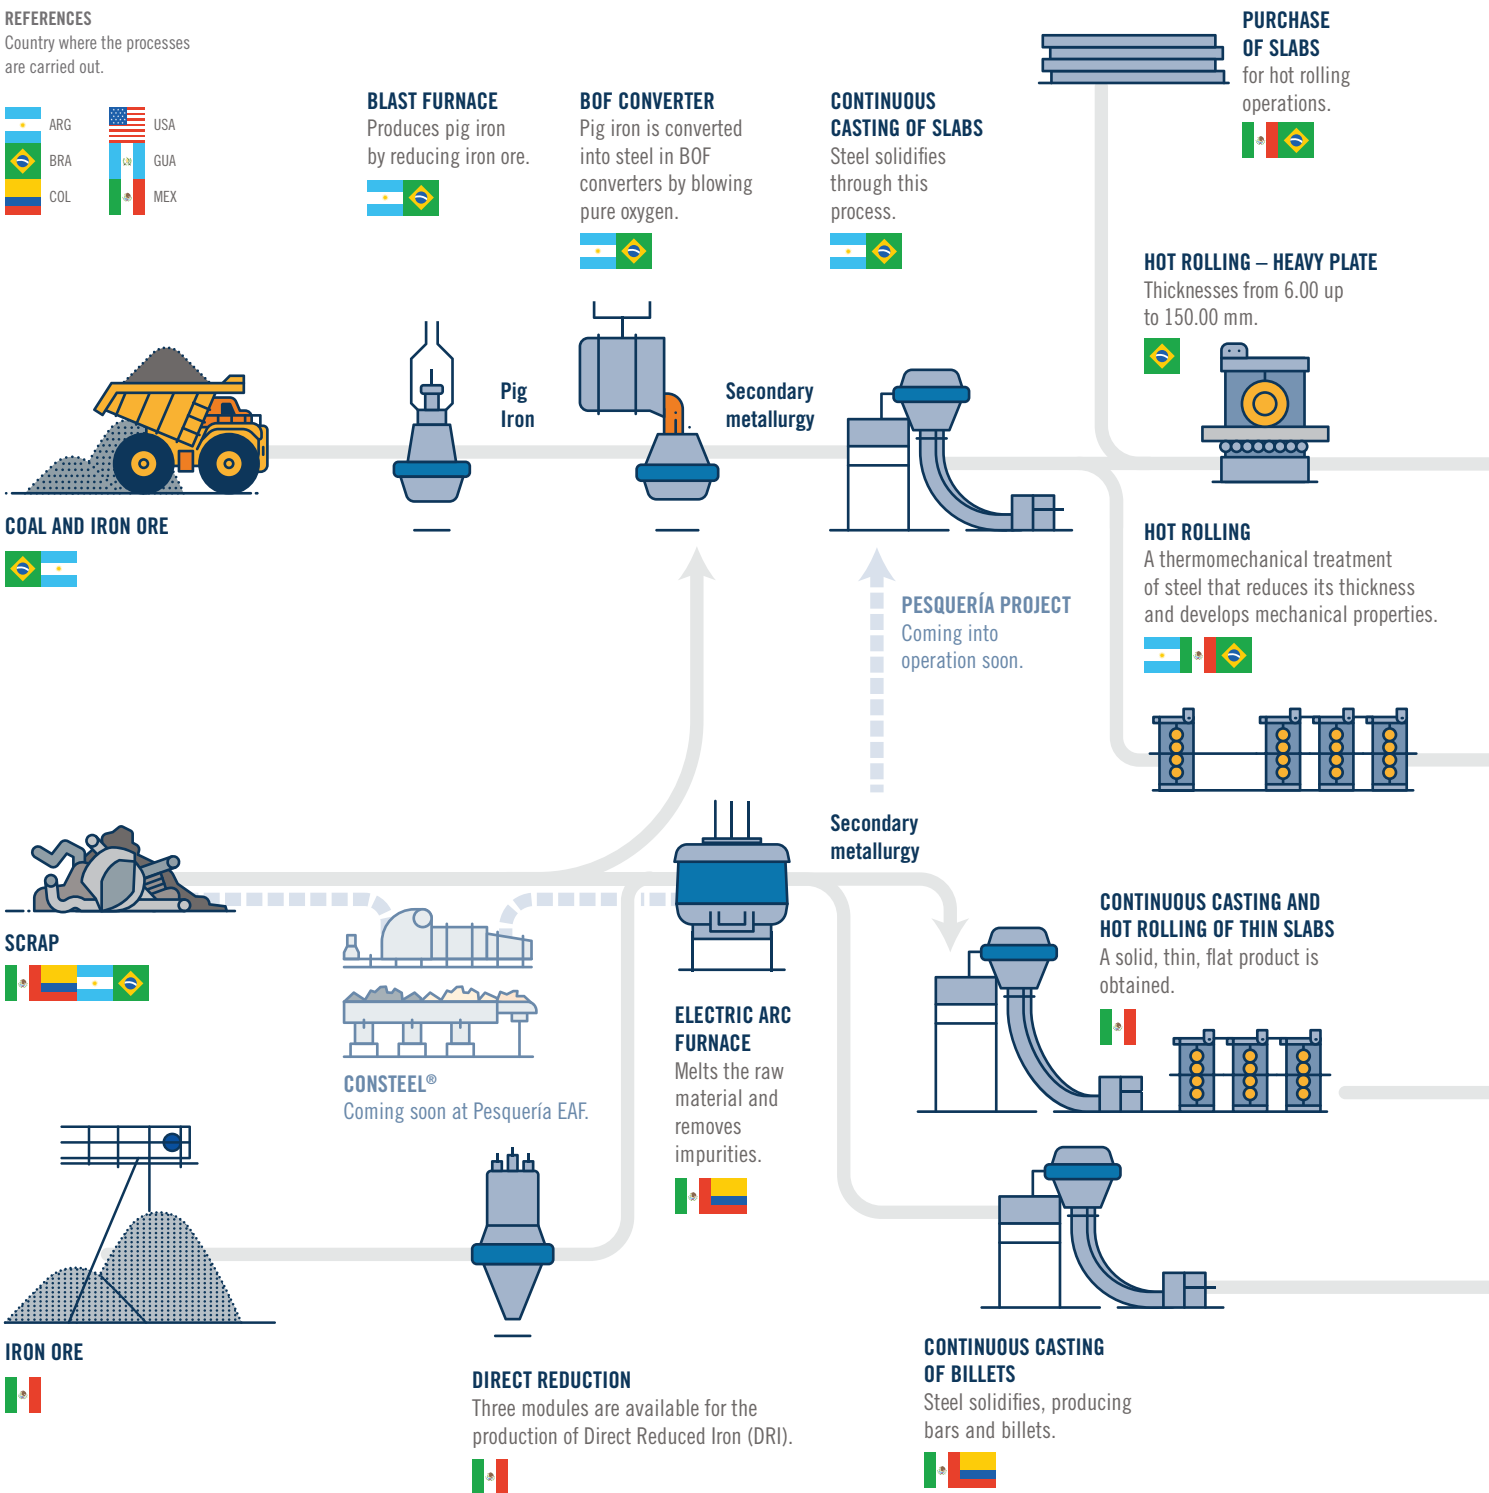 REFERENCES
Country where the processes
are carried out.
ARG
USA
BRA
GUA
COL
MEX
BLAST FURNACE
Produces pig iron
by reducing iron ore.
BOF CONVERTER
Pig iron is converted
into steel in BOF
converters by blowing
pure oxygen.
CONTINUOUS
CASTING OF SLABS
Steel solidifies
through this
process.
PURCHASE
OF SLABS
for hot rolling
operations.
HOT ROLLING – HEAVY PLATE
Thicknesses from 6.00 up
to 150.00 mm.
Pig
Iron
Secondary
metallurgy
COAL AND IRON ORE
HOT ROLLING
A thermomechanical treatment
of steel that reduces its thickness
and develops mechanical properties.
PESQUERÍA PROJECT
Coming into
operation soon.
Secondary
metallurgy
SCRAP
CONSTEEL®
Coming soon at Pesquería EAF.
ELECTRIC ARC
FURNACE
Melts the raw
material and
removes
impurities.
CONTINUOUS CASTING AND
HOT ROLLING OF THIN SLABS
A solid, thin, flat product is
obtained.
IRON ORE
DIRECT REDUCTION
Three modules are available for the
production of Direct Reduced Iron (DRI).
CONTINUOUS CASTING
OF BILLETS
Steel solidifies, producing
bars and billets.